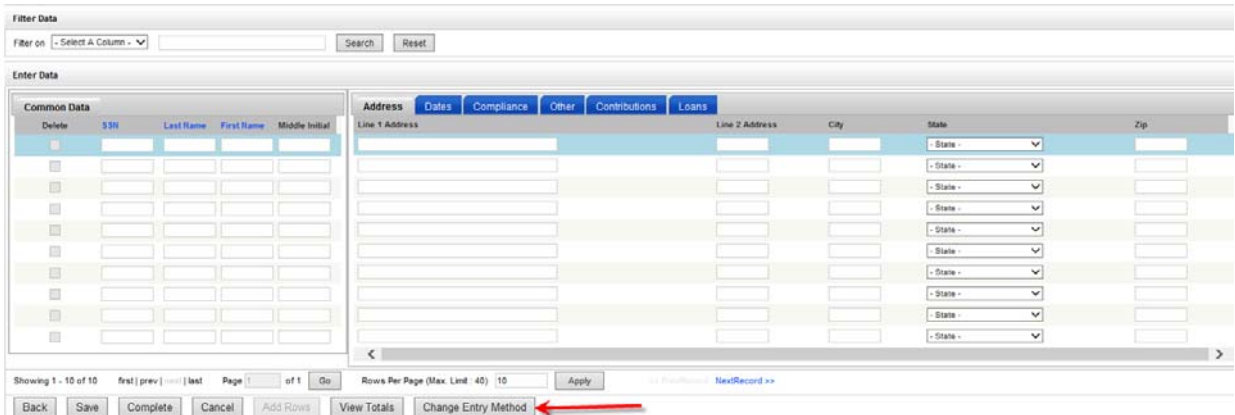 Filter Data
Filter on - Select A Column - Search Reset
Enter Data
Common Data Address Dates Compliance Other Contributions Loans
Delete SSN Last Name First Name Middle Initial Line 1 Address Line 2 Address City State Zip
- State -
- State -
- State -
- State -
- State -
- State -
- State -
- State -
- State -
- State -
Showing 1 - 10 of 10 first | prev | next | last Page 1 of 1 Go Rows Per Page (Max. Limit : 40) 10 Apply NextRecord >>
Back Save Complete Cancel Add Rows View Totals Change Entry Method